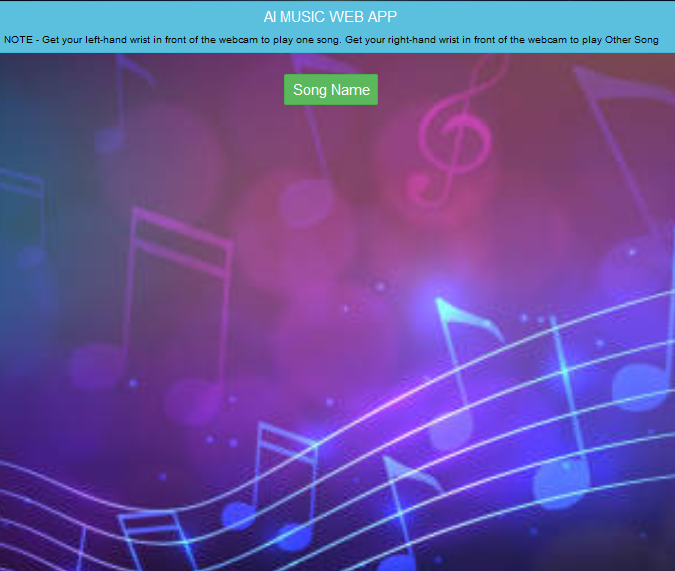 AI MUSIC WEB APP
NOTE - Get your left-hand wrist in front of the webcam to play one song. Get your right-hand wrist in front of the webcam to play Other Song
Song Name